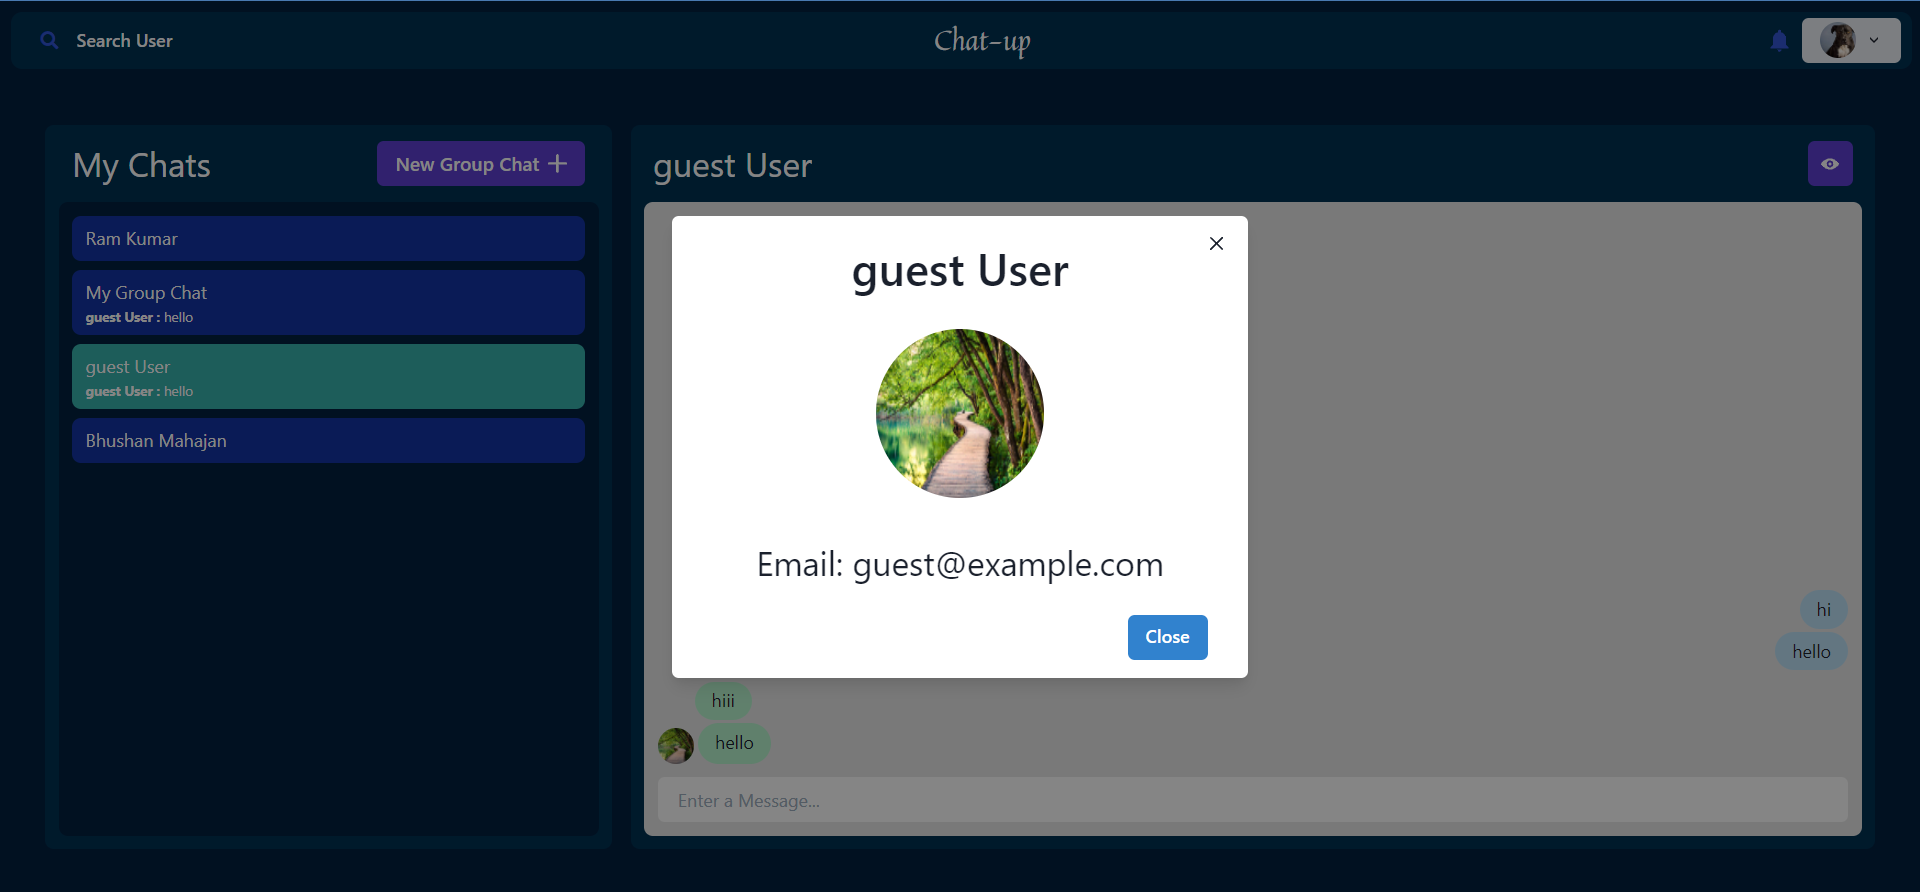 Search User
Chat-up
My Chats
New Group Chat
Ram Kumar
My Group Chat
guest User : hello
guest User
guest User : hello
Bhushan Mahajan
guest User
guest User
Email: guest@example.com
Close
hi
hello
hiii
hello
Enter a Message...